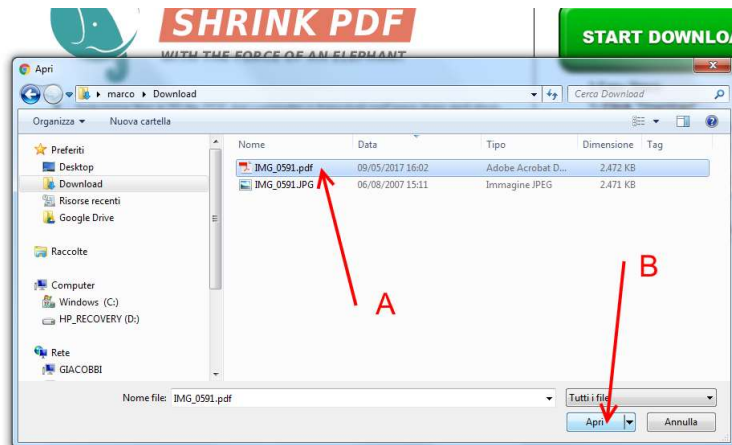 SHRINK PDF
START DOWNLOA
WITH THE FORCE OF AN ELEPHANT
Apri
marco ▸ Download
Cerca Download
Organizza
Nuova cartella
Nome Data Tipo Dimensione Tag
Preferiti
Desktop
Download
Risorse recenti
Google Drive
Raccolte
Computer
Windows (C:)
HP_RECOVERY (D:)
Rete
GIACOBBI
IMG_0591.pdf 09/05/2017 16:02 Adobe Acrobat D... 2.472 KB
IMG_0591.JPG 06/08/2007 15:11 Immagine JPEG 2.471 KB
A
B
Nome file: IMG_0591.pdf
Tutti i file
Apri
Annulla